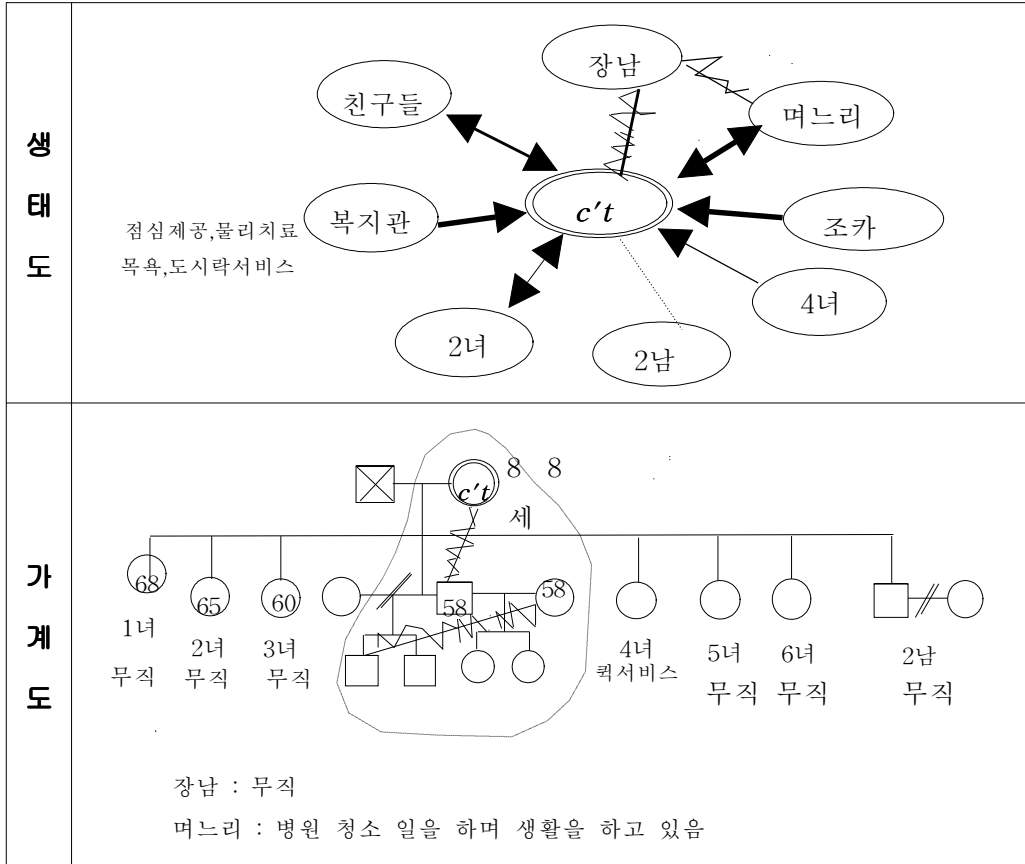 생태도
장남
친구들
며느리
c't
복지관
조카
점심제공,물리치료
목욕,도시락서비스
4녀
2녀
2남
가계도
c't
8 8
세
68
65
60
58
58
1녀
무직
2녀
무직
3녀
무직
4녀
퀵서비스
5녀
무직
6녀
무직
2남
무직
장남 : 무직
며느리 : 병원 청소 일을 하며 생활을 하고 있음